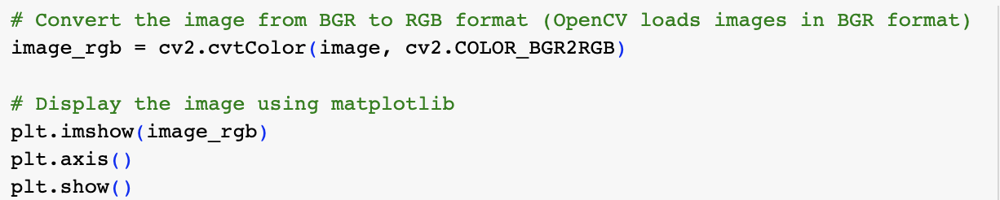 # Convert the image from BGR to RGB format (OpenCV loads images in BGR format)
image_rgb = cv2.cvtColor(image, cv2.COLOR_BGR2RGB)
# Display the image using matplotlib
plt.imshow(image_rgb)
plt.axis()
plt.show()